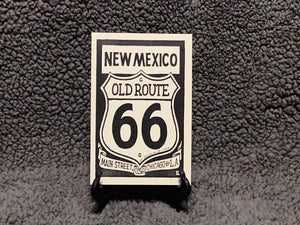 NEW MEXICO
OLD ROUTE
66
MAIN STREET CHICAGO L.A